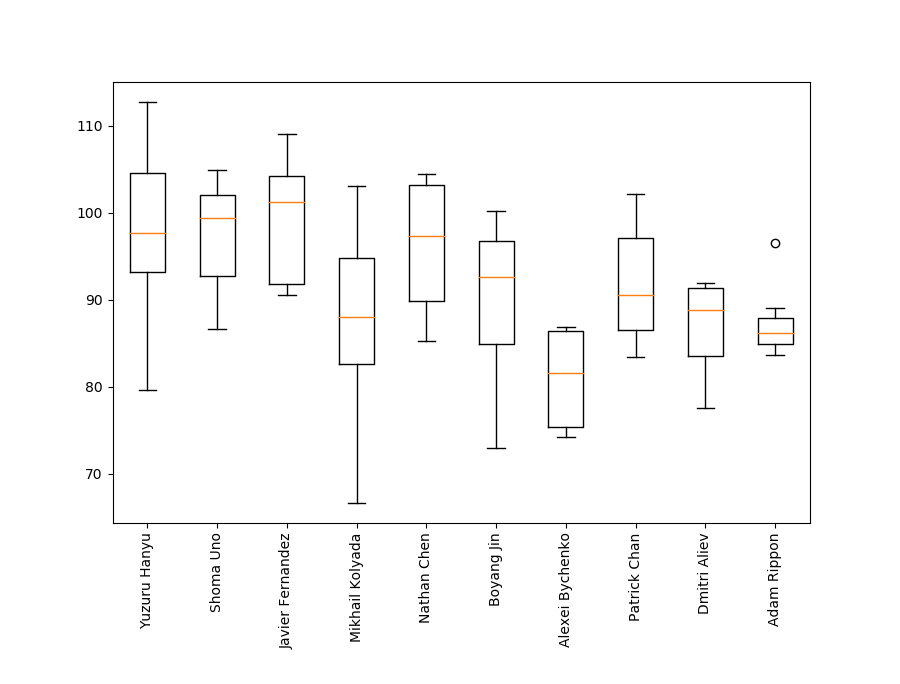 110
100
90
80
70
Yuzuru Hanyu
Shoma Uno
Javier Fernandez
Mikhail Kolyada
Nathan Chen
Boyang Jin
Alexei Bychenko
Patrick Chan
Dmitri Aliev
Adam Rippon